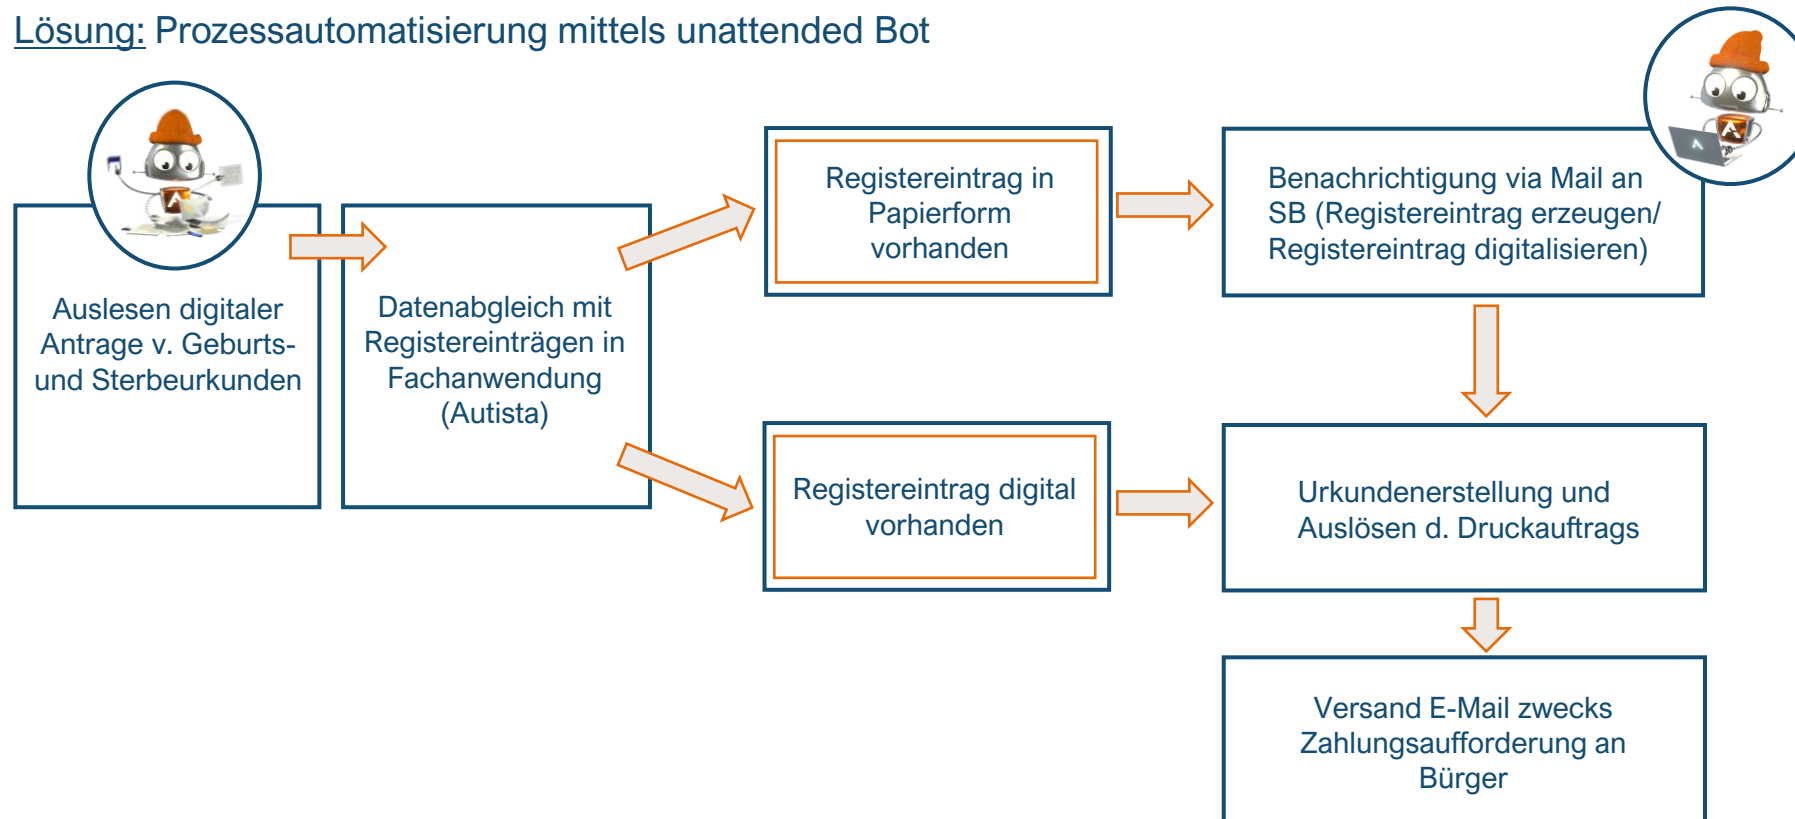 Lösung: Prozessautomatisierung mittels unattended Bot
Auslesen digitaler
Antrage v. Geburts-
und Sterbeurkunden
Datenabgleich mit
Registereinträgen in
Fachanwendung
(Autista)
Registereintrag in
Papierform
vorhanden
Benachrichtigung via Mail an
SB (Registereintrag erzeugen/
Registereintrag digitalisieren)
Registereintrag digital
vorhanden
Urkundenerstellung und
Auslösen d. Druckauftrags
Versand E-Mail zwecks
Zahlungsaufforderung an
Bürger